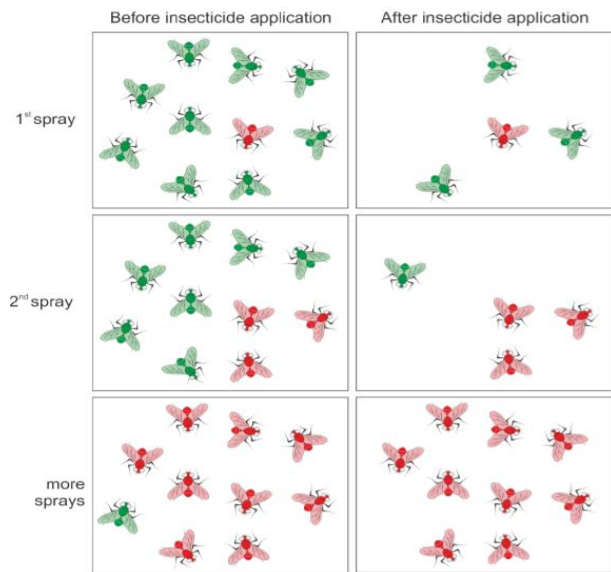 Before insecticide application
After insecticide application
1st spray
2nd spray
more
sprays